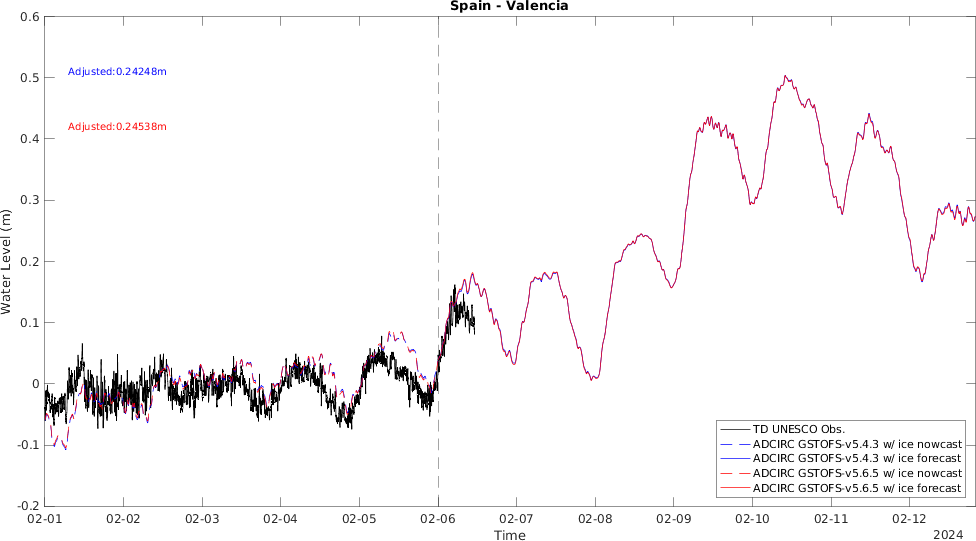 Spain - Valencia
0.6
0.5
0.4
0.3
0.2
0.1
0
-0.1
-0.2
Water Level (m)
Adjusted:0.24248m
Adjusted:0.24538m
TD UNESCO Obs.
ADCIRC GSTOFS-v5.4.3 w/ ice nowcast
ADCIRC GSTOFS-v5.4.3 w/ ice forecast
ADCIRC GSTOFS-v5.6.5 w/ ice nowcast
ADCIRC GSTOFS-v5.6.5 w/ ice forecast
02-01 02-02 02-03 02-04 02-05 02-06 02-07 02-08 02-09 02-10 02-11 02-12
Time
2024